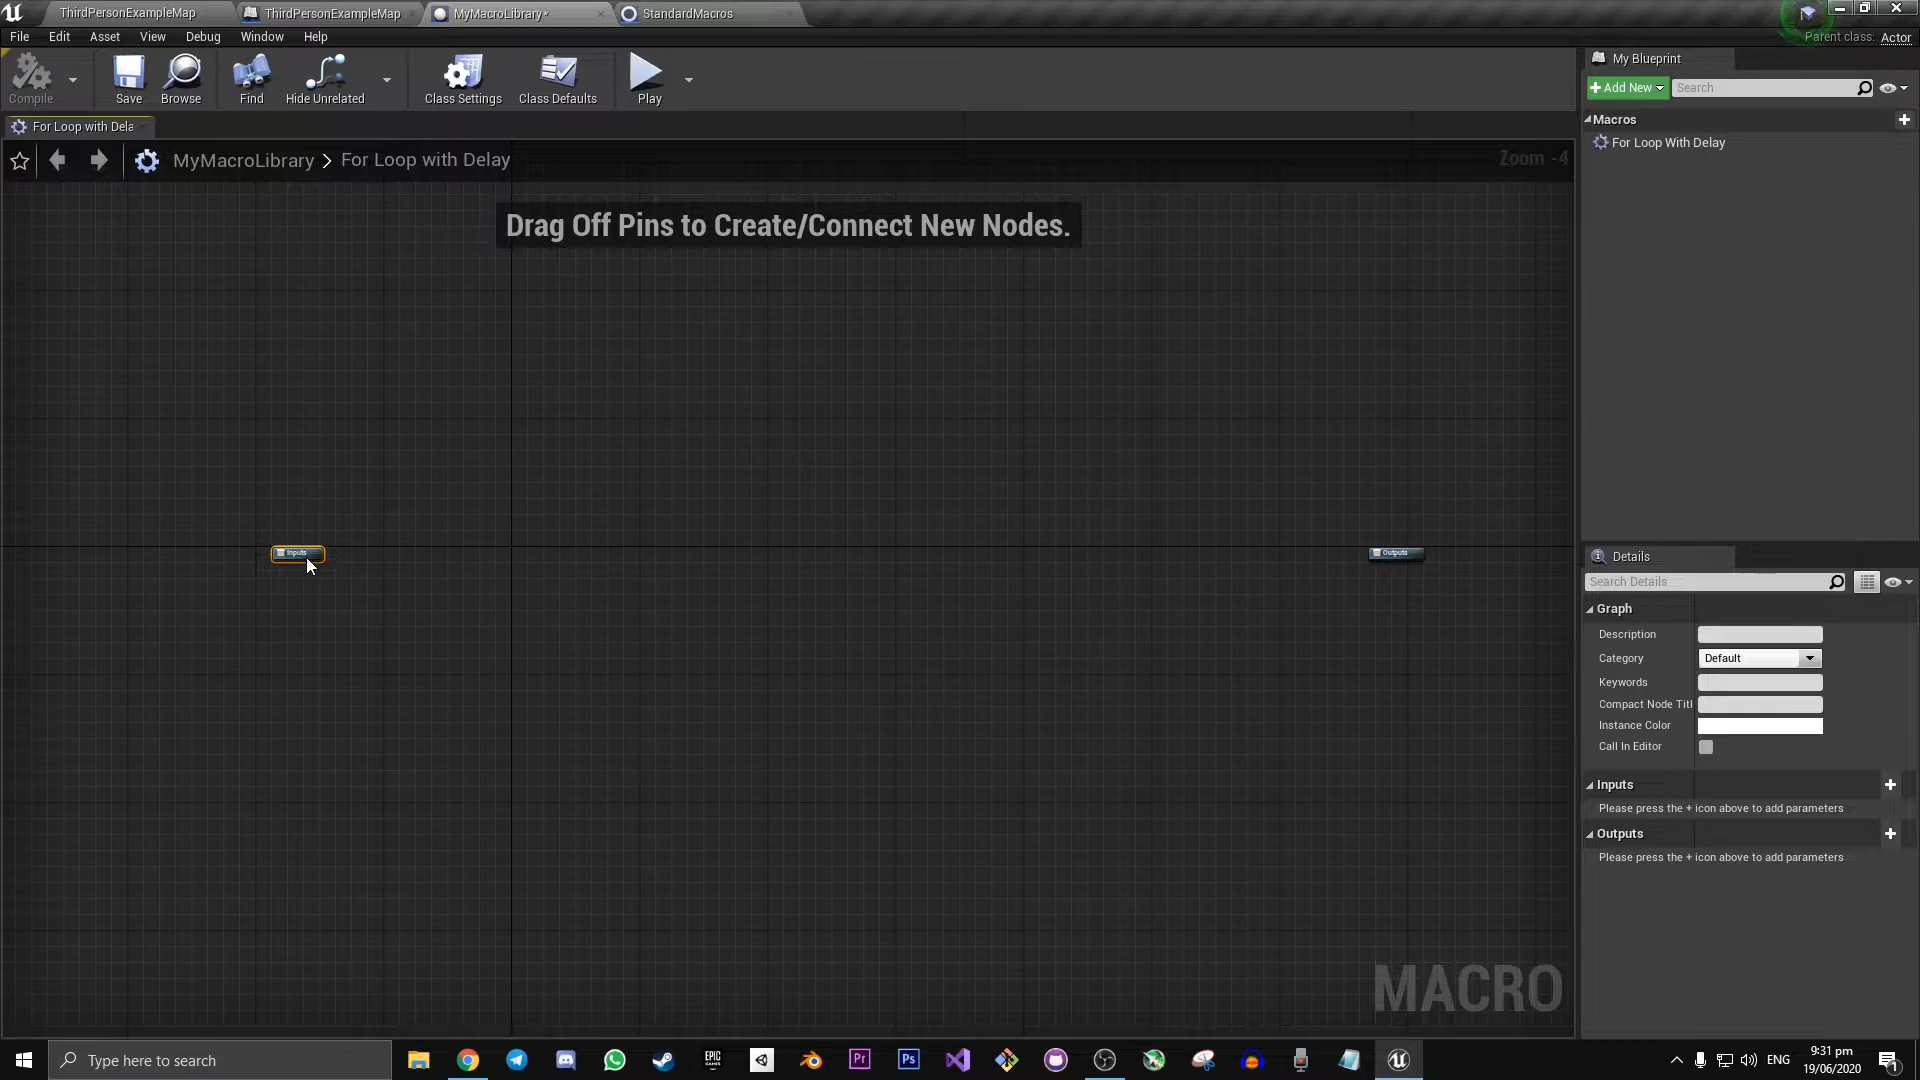 ThirdPersonExampleMap
ThirdPersonExampleMap
MyMacroLibrary*
StandardMacros
File Edit Asset View Debug Window Help
Parent class: Actor
Compile
Save
Browse
Find
Hide Unrelated
Class Settings
Class Defaults
Play
For Loop with Dela
MyMacroLibrary > For Loop with Delay
Zoom -4
Drag Off Pins to Create/Connect New Nodes.
Inputs
Outputs
MACRO
My Blueprint
+ Add New
Search
Macros
For Loop With Delay
Details
Search Details
Graph
Description
Category Default
Keywords
Compact Node Titl
Instance Color
Call In Editor
Inputs
Please press the + icon above to add parameters
Outputs
Please press the + icon above to add parameters
Type here to search
EPIC GAMES
Pr
Ps
ENG
9:31 pm
19/06/2020
1